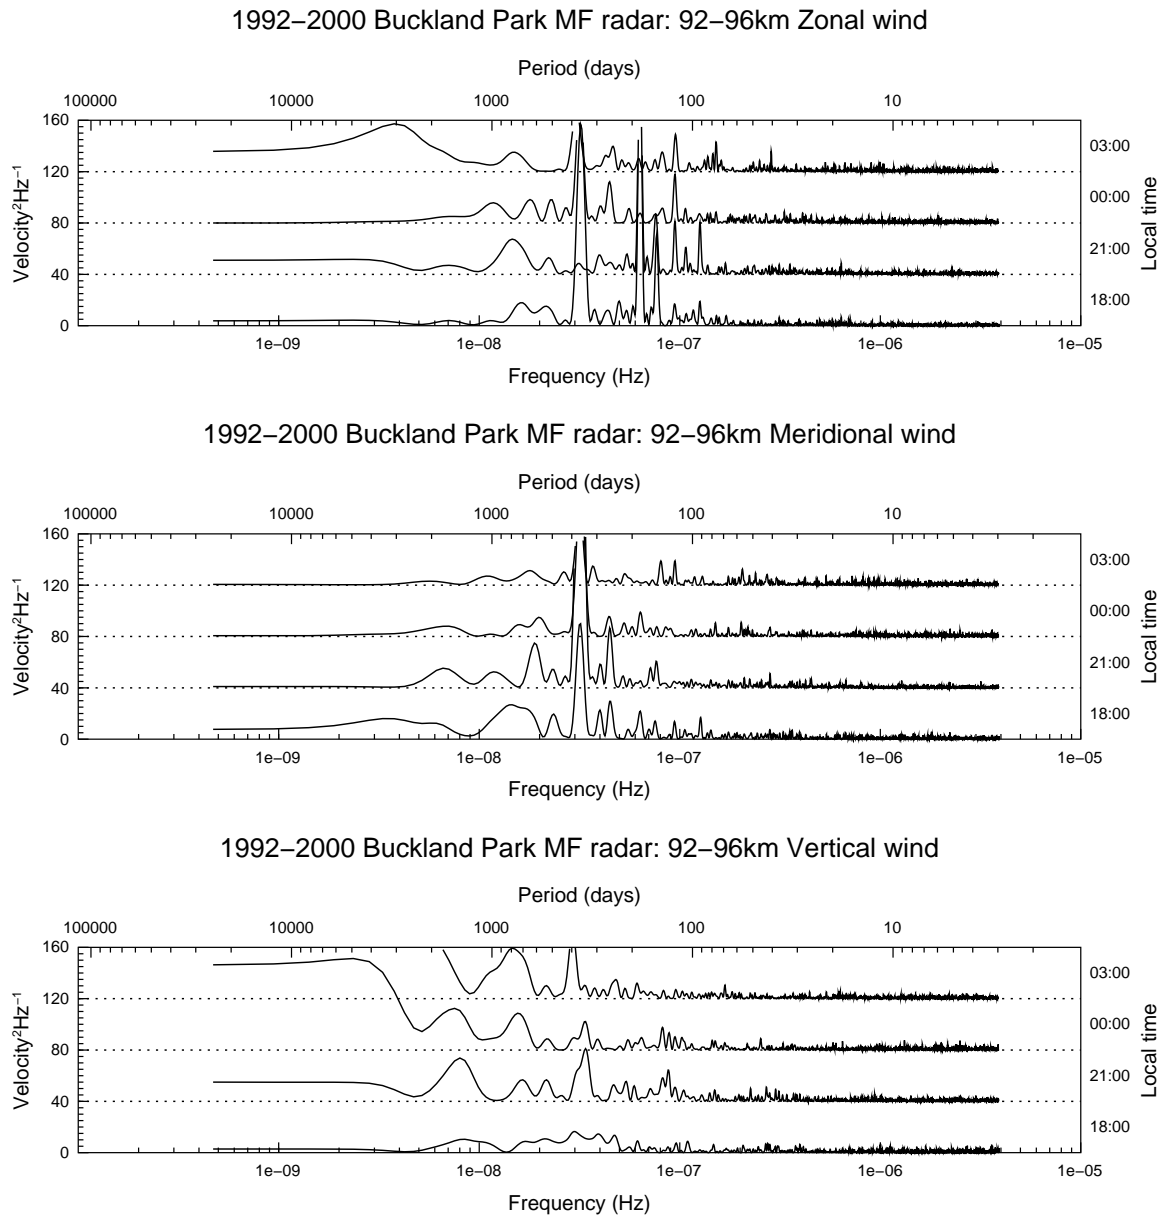 1992−2000 Buckland Park MF radar: 92−96km Zonal wind
Period (days)
100000 10000 1000 100 10
160
120
80
40
0
Velocity²Hz⁻¹
03:00
00:00
21:00
18:00
Local time
1e−09 1e−08 1e−07 1e−06 1e−05
Frequency (Hz)
1992−2000 Buckland Park MF radar: 92−96km Meridional wind
Period (days)
100000 10000 1000 100 10
160
120
80
40
0
Velocity²Hz⁻¹
03:00
00:00
21:00
18:00
Local time
1e−09 1e−08 1e−07 1e−06 1e−05
Frequency (Hz)
1992−2000 Buckland Park MF radar: 92−96km Vertical wind
Period (days)
100000 10000 1000 100 10
160
120
80
40
0
Velocity²Hz⁻¹
03:00
00:00
21:00
18:00
Local time
1e−09 1e−08 1e−07 1e−06 1e−05
Frequency (Hz)